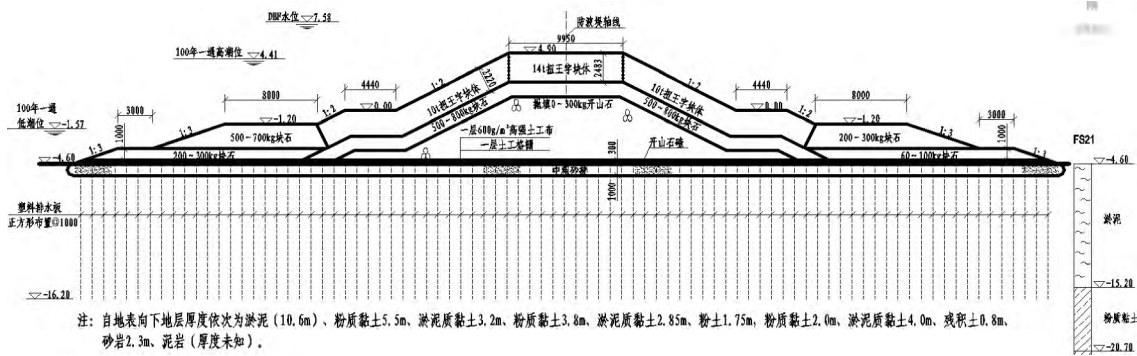 DBF水位 7.58
防波堤轴线
9950
4.90
100年一遇高潮位 4.41
14t扭王字块体
2483
1:2
3220
1:2
4440
4440
10t扭王字块体
10t扭王字块体
8000
8000
1:2
0.00
抛填0~300kg开山石
0.00
1:2
100年一遇
低潮位 -1.57
3000
500~800kg块石
500~800kg块石
3000
-1.20
-1.20
1:3
1000
500~700kg块石
一层600g/m²高强土工布
200~300kg块石
1:3
1000
FS21
1:3
200~300kg块石
一层土工格栅
开山石碴
60~100kg块石
1:3
-4.60
300
-4.60
1000
塑料排水板
正方形布置@1000
淤泥
-16.20
-15.20
注：自地表向下地层厚度依次为淤泥（10.6m）、粉质黏土5.5m、淤泥质黏土3.2m、粉质黏土3.8m、淤泥质黏土2.85m、粉土1.75m，粉质黏土2.0m、淤泥质黏土4.0m、残积土0.8m、
砂岩2.3m、泥岩（厚度未知）。
粉质黏土
-20.70